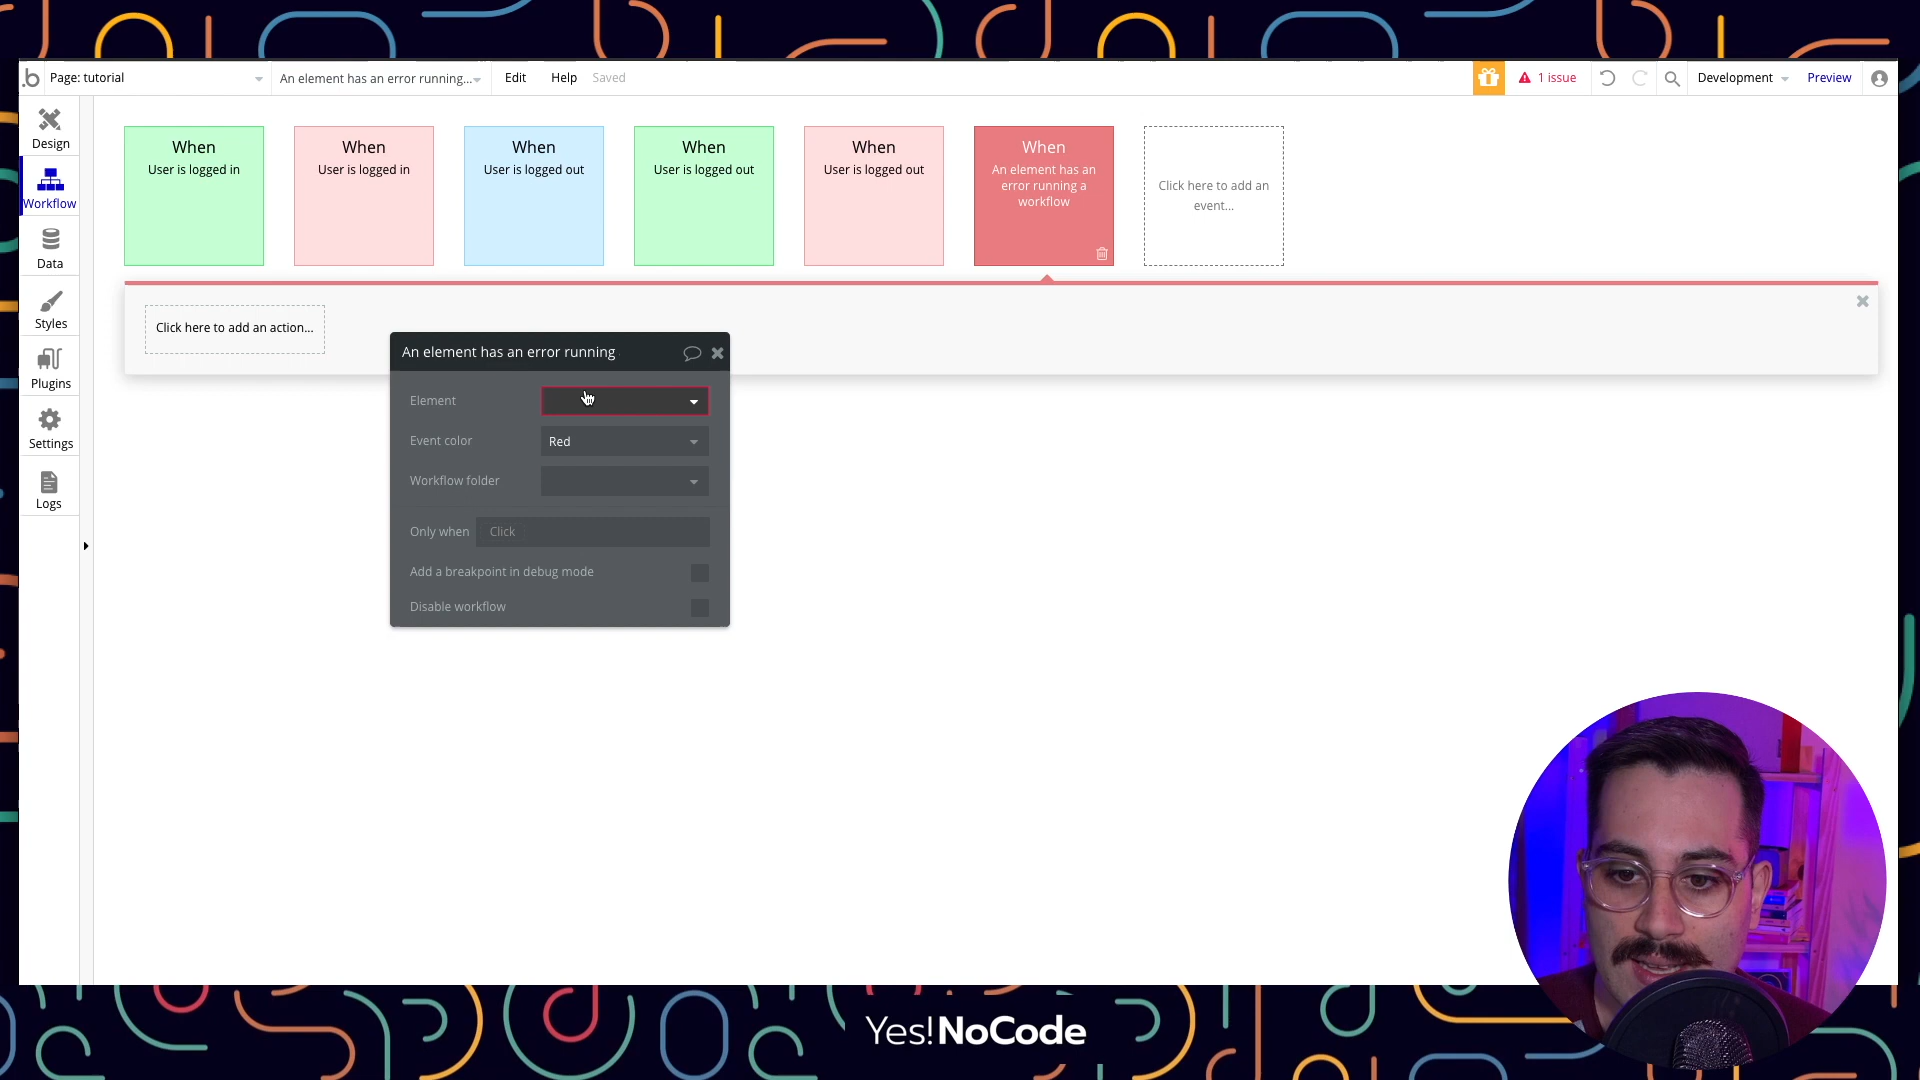 .b Page: tutorial An element has an error running... Edit Help Saved 1 issue Development Preview
Design
Workflow
Data
Styles
Plugins
Settings
Logs
When
User is logged in
When
User is logged in
When
User is logged out
When
User is logged out
When
User is logged out
When
An element has an
error running a
workflow
Click here to add an
event...
Click here to add an action...
An element has an error running
Element
Event color Red
Workflow folder
Only when Click
Add a breakpoint in debug mode
Disable workflow
Yes!NoCode